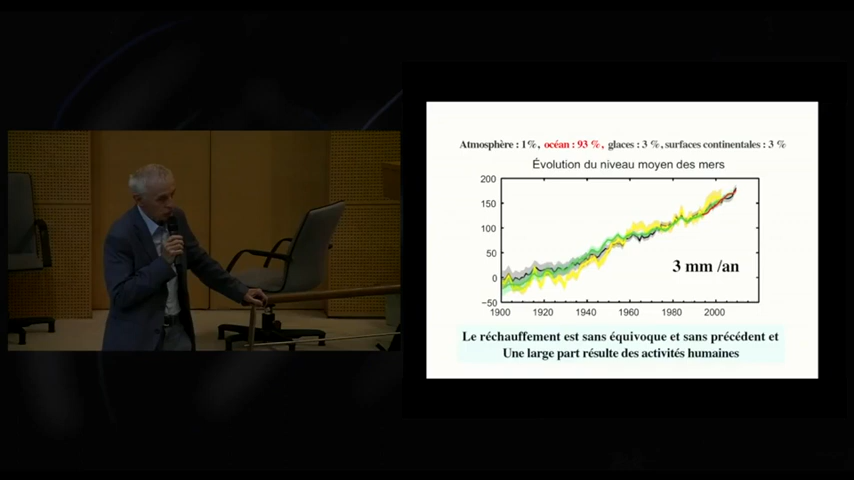 Atmosphère : 1%, océan : 93 %, glaces : 3 %, surfaces continentales : 3 %
Évolution du niveau moyen des mers
200
150
100
50
0
−50
3 mm /an
1900 1920 1940 1960 1980 2000
Le réchauffement est sans équivoque et sans précédent et
Une large part résulte des activités humaines